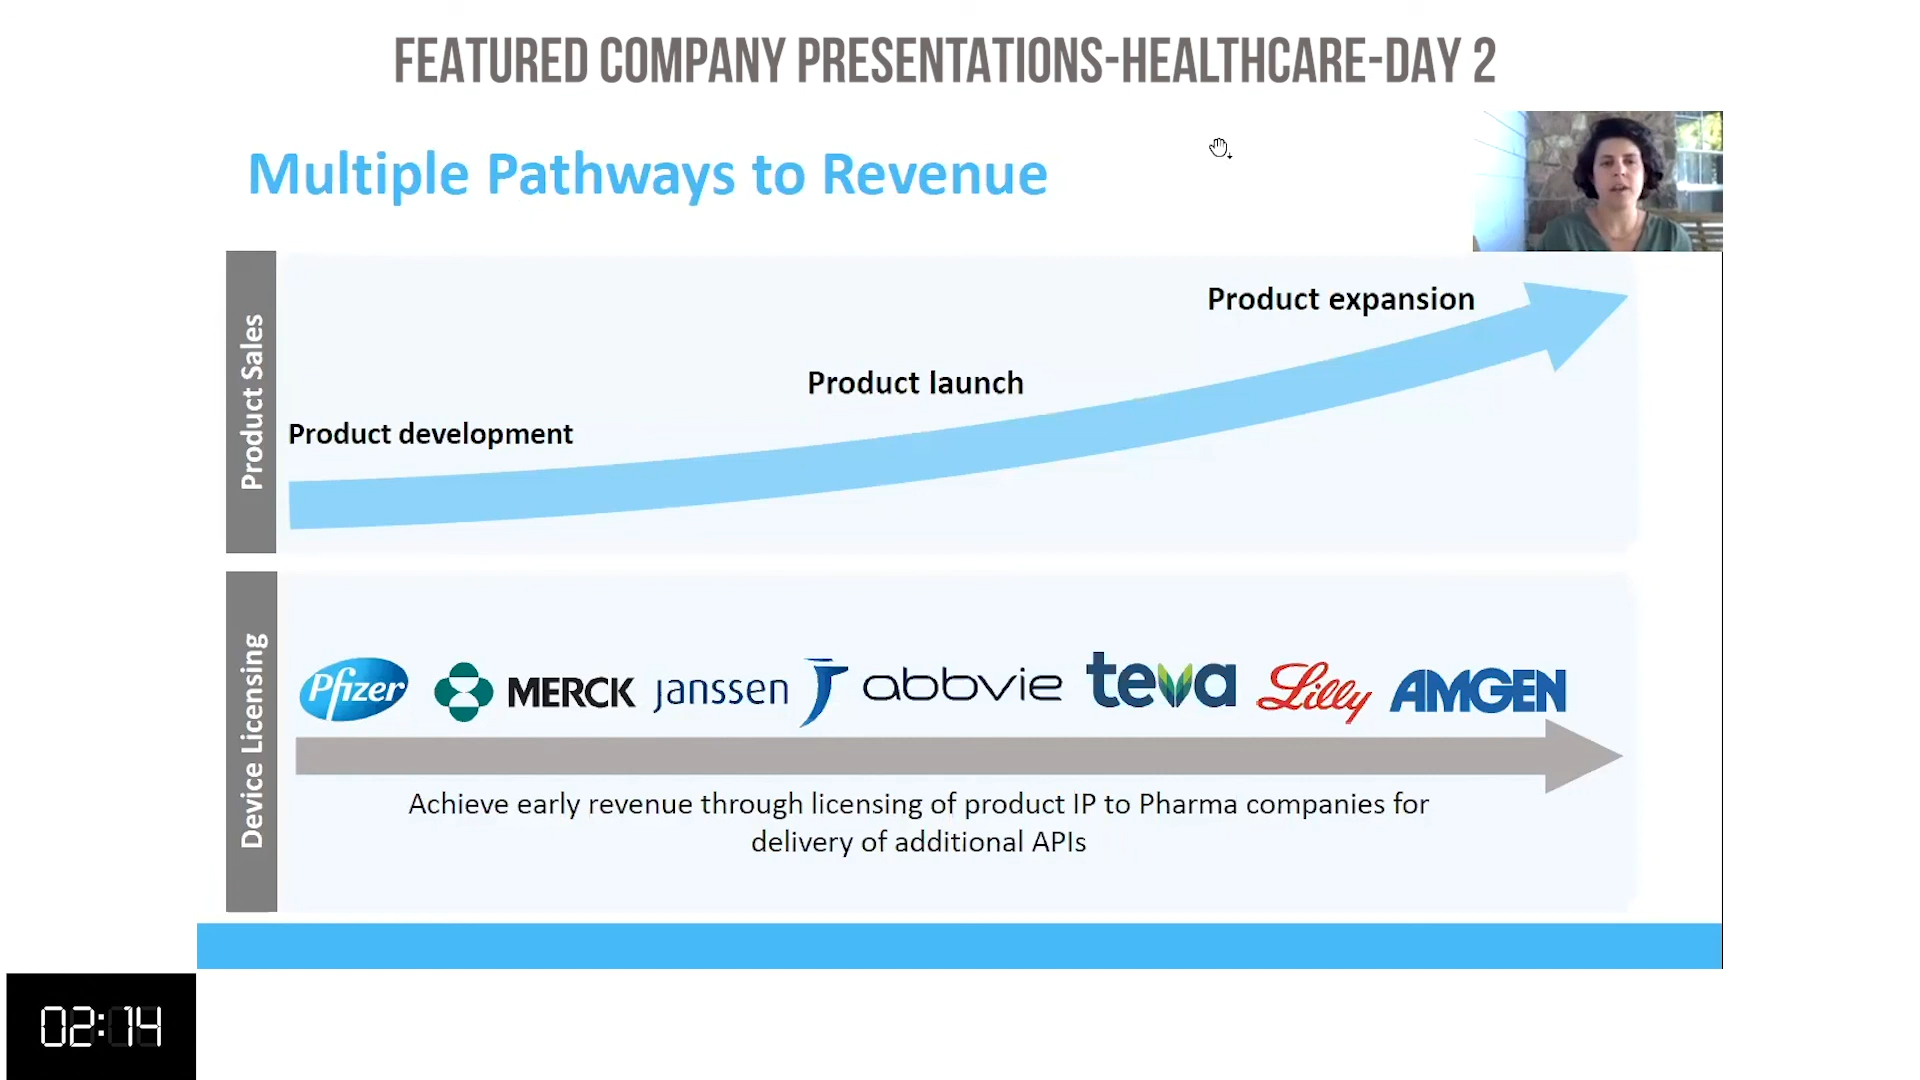 FEATURED COMPANY PRESENTATIONS-HEALTHCARE-DAY 2
Multiple Pathways to Revenue
Product Sales
Product expansion
Product launch
Product development
Device Licensing
Pfizer
MERCK
janssen
abbvie
teva
Lilly
AMGEN
Achieve early revenue through licensing of product IP to Pharma companies for
delivery of additional APIs
02:14